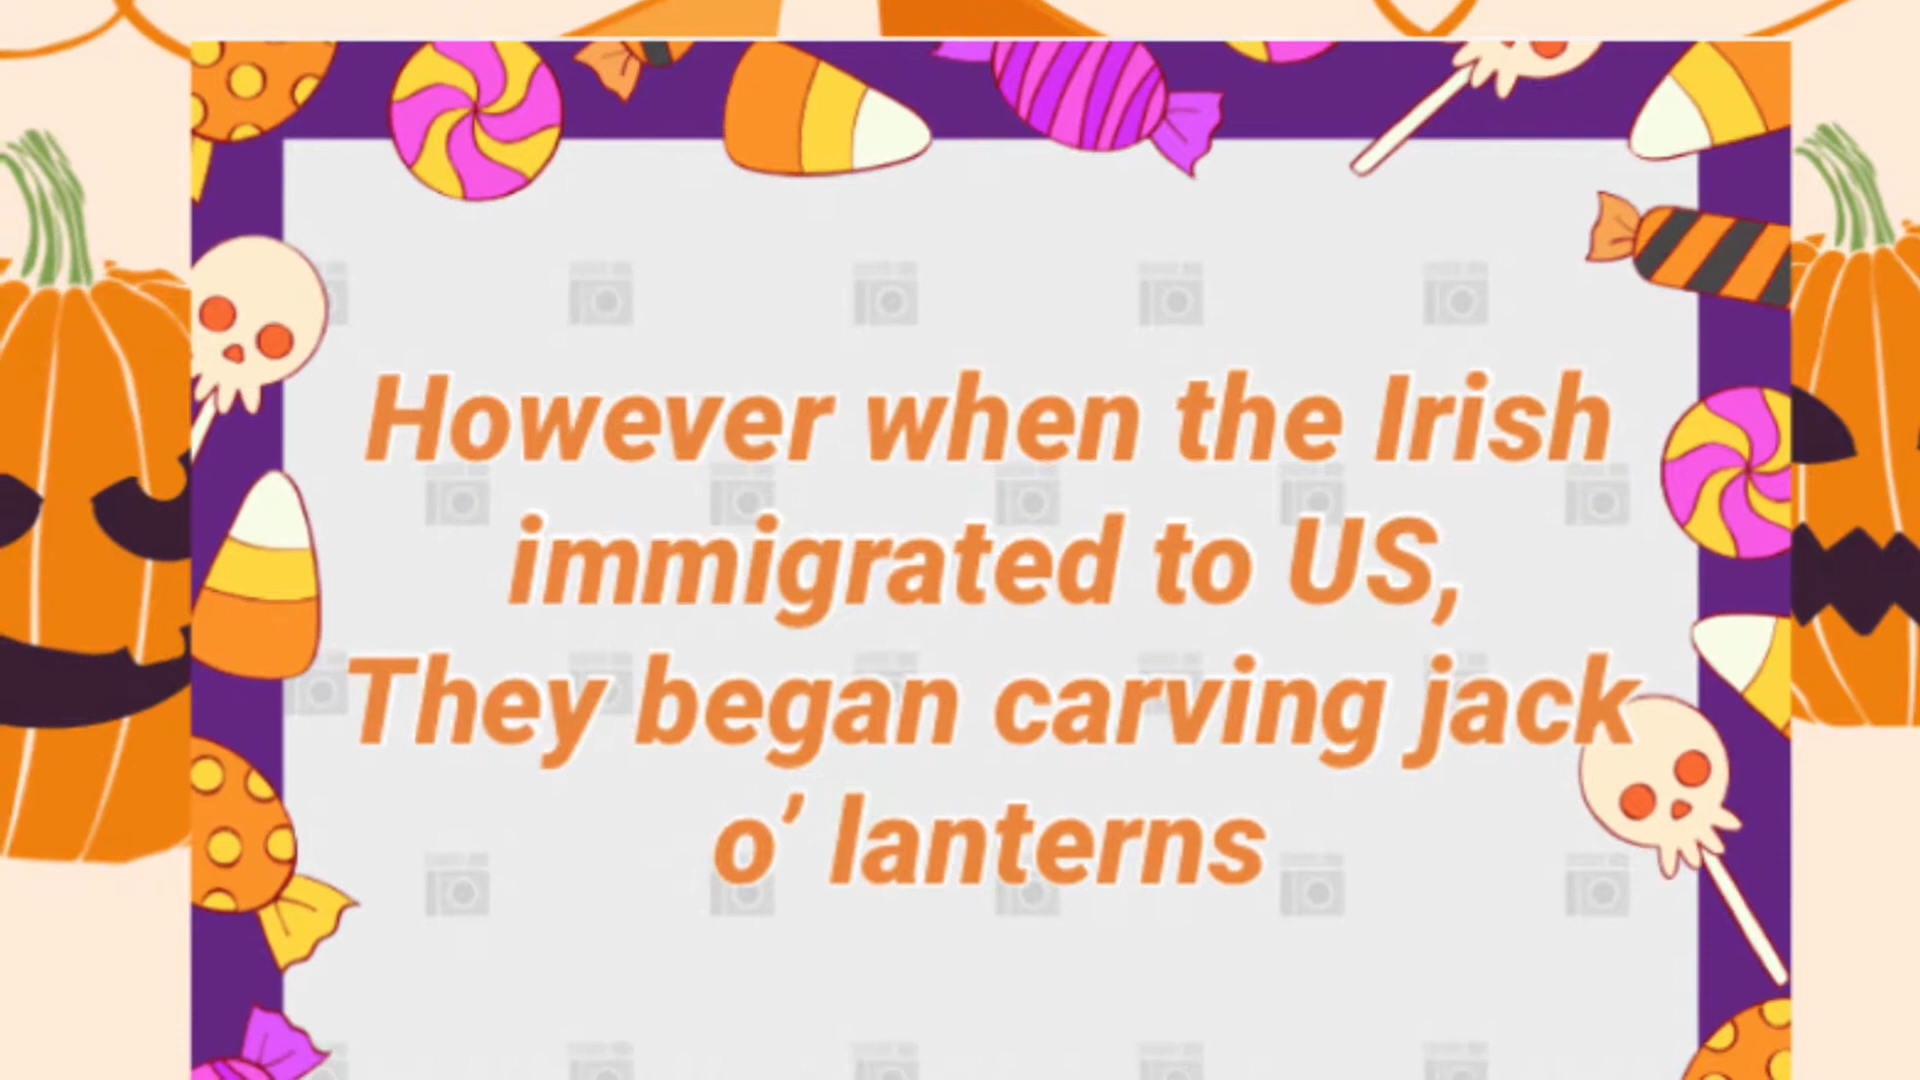 However when the Irish
immigrated to US,
They began carving jack
o’ lanterns